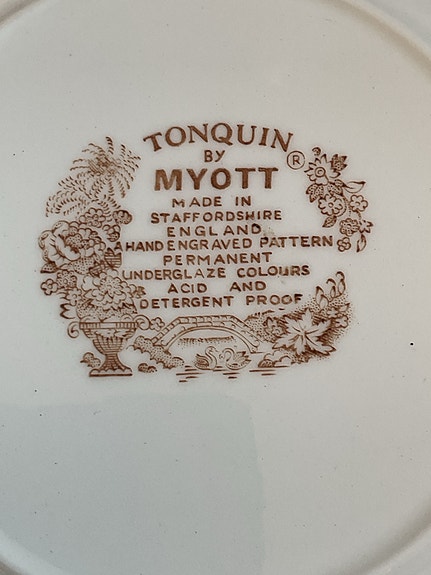 TONQUIN
®
BY
MYOTT
MADE IN
STAFFORDSHIRE
ENGLAND
A HAND ENGRAVED PATTERN
PERMANENT
UNDERGLAZE COLOURS
ACID AND
DETERGENT PROOF